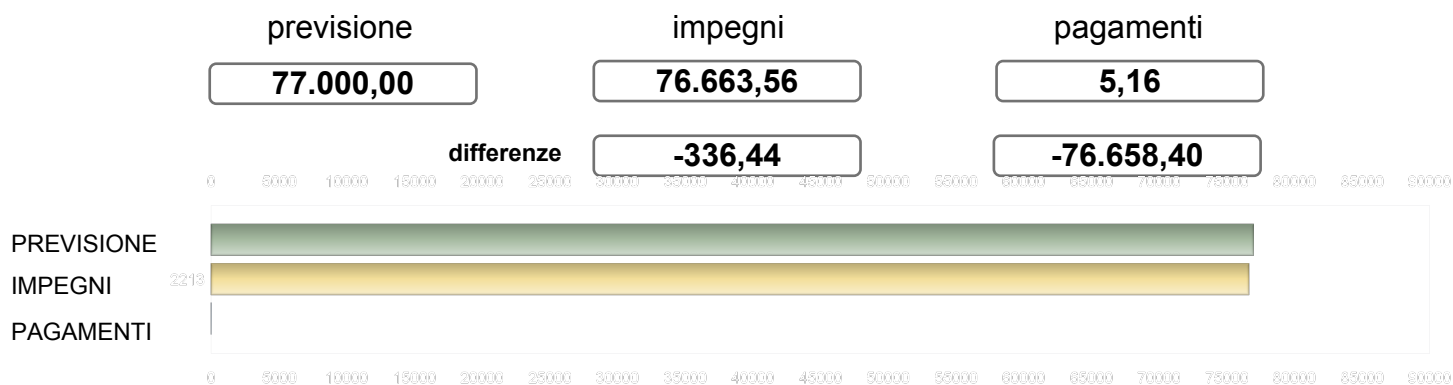 previsione impegni pagamenti
77.000,00 76.663,56 5,16
differenze -336,44 -76.658,40
0 5000 10000 15000 20000 25000 30000 35000 40000 45000 50000 55000 60000 65000 70000 75000 80000 85000 90000
PREVISIONE
IMPEGNI 2213
PAGAMENTI
0 5000 10000 15000 20000 25000 30000 35000 40000 45000 50000 55000 60000 65000 70000 75000 80000 85000 90000